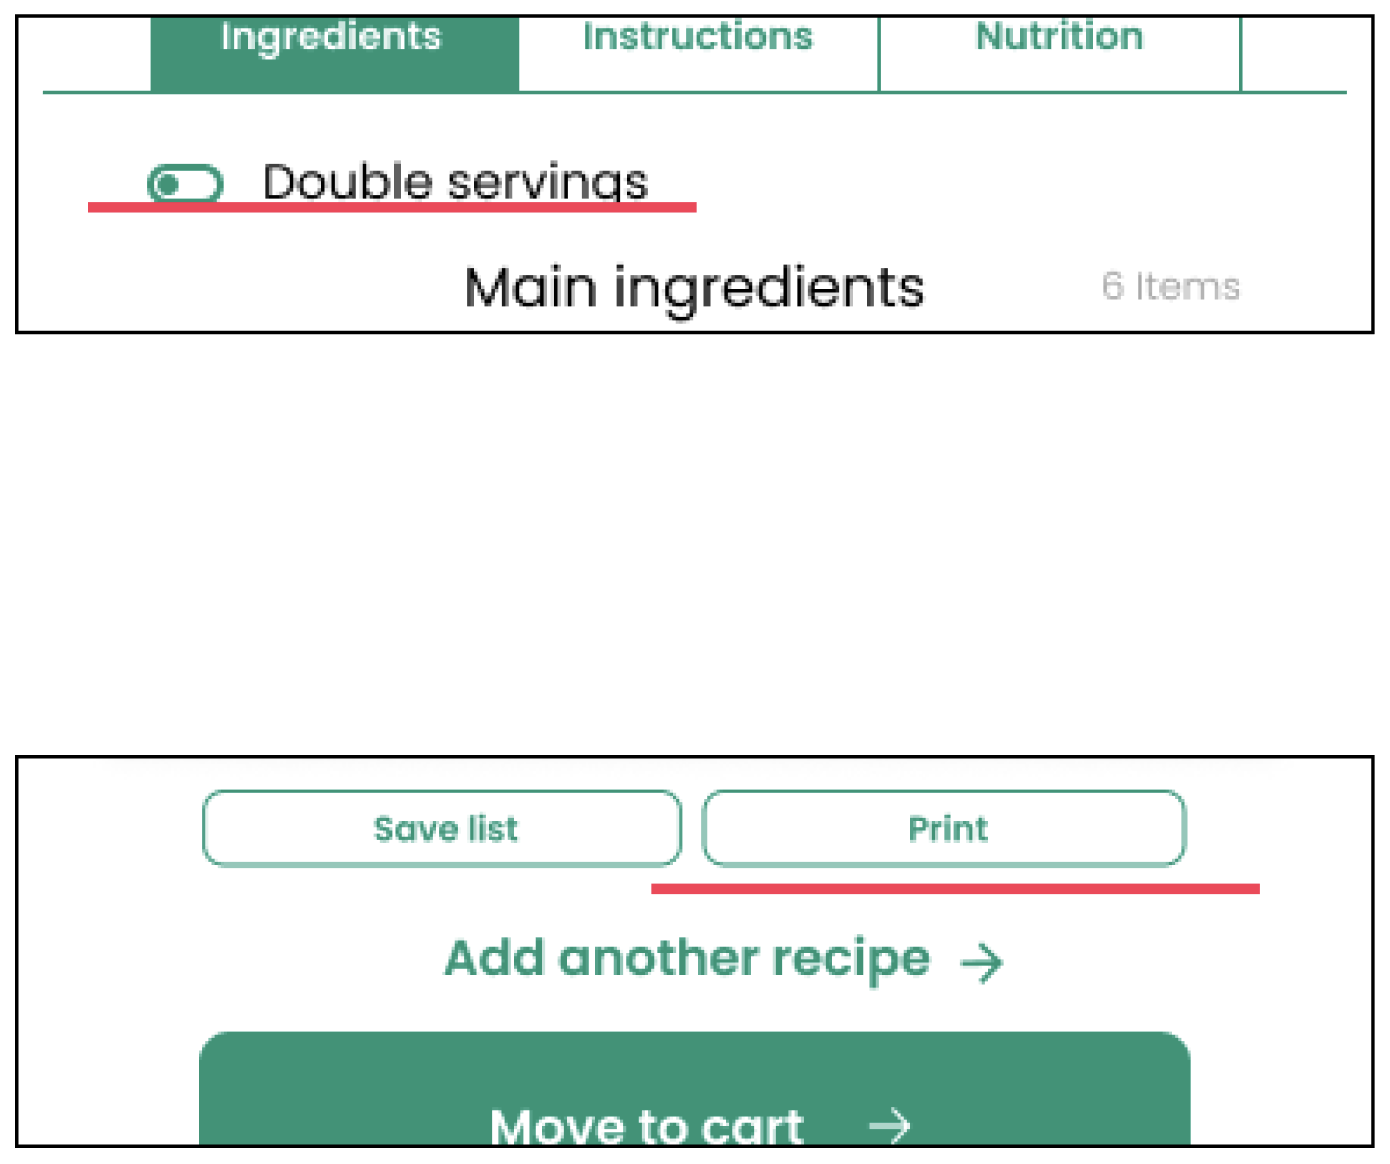 Ingredients Instructions Nutrition
Double servings
Main ingredients 6 Items
Save list Print
Add another recipe →
Move to cart →